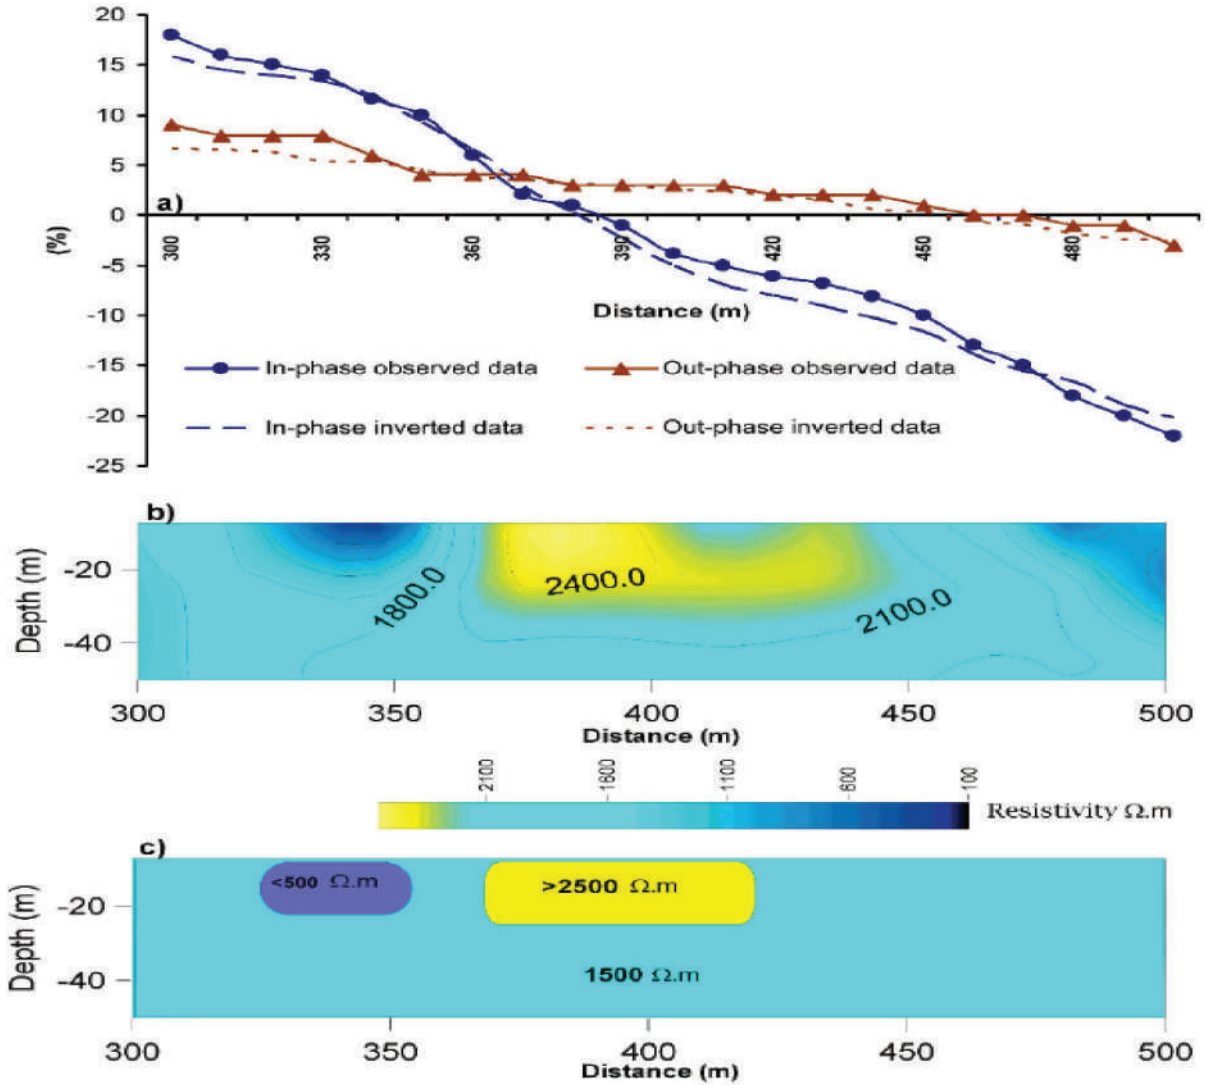 20
15
10
5
0
-5
-10
-15
-20
-25
(%)
a)
300
330
360
390
420
450
480
Distance (m)
In-phase observed data
Out-phase observed data
In-phase inverted data
Out-phase inverted data
b)
Depth (m)
-20
-40
1800.0
2400.0
2100.0
300
350
400
450
500
Distance (m)
2100
1600
1100
600
100
Resistivity Ω.m
c)
Depth (m)
-20
-40
<500 Ω.m
>2500 Ω.m
1500 Ω.m
300
350
400
450
500
Distance (m)